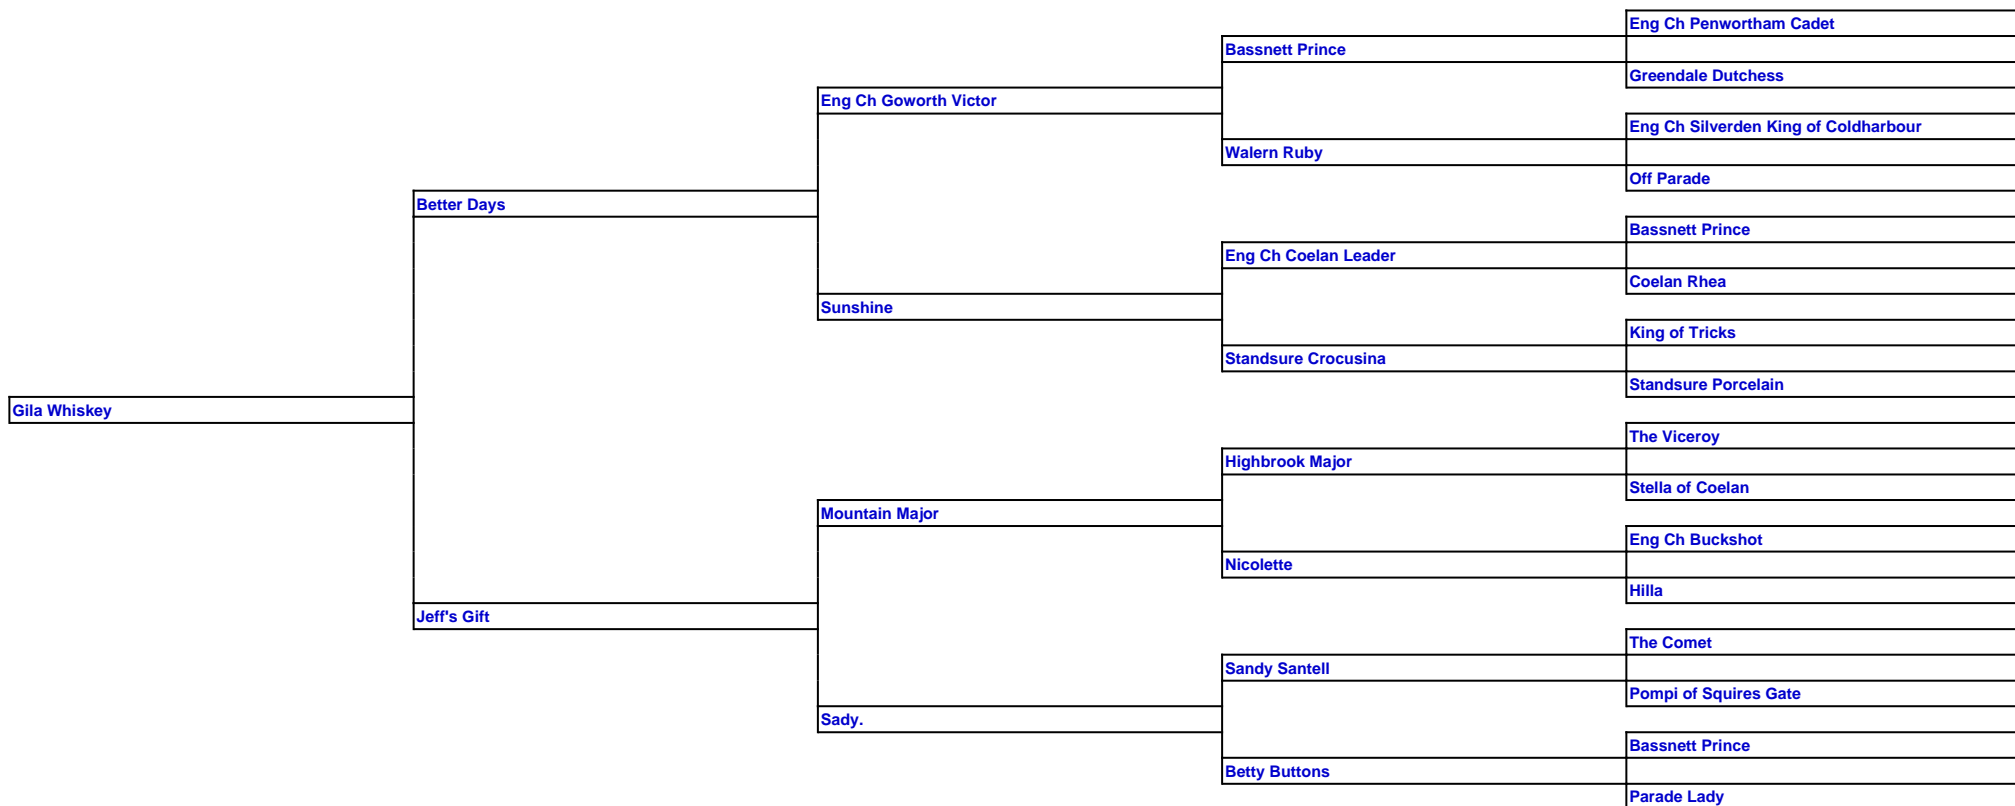 Eng Ch Penwortham Cadet
Bassnett Prince
Greendale Dutchess
Eng Ch Goworth Victor
Eng Ch Silverden King of Coldharbour
Walern Ruby
Off Parade
Better Days
Bassnett Prince
Eng Ch Coelan Leader
Coelan Rhea
Sunshine
King of Tricks
Standsure Crocusina
Standsure Porcelain
Gila Whiskey
The Viceroy
Highbrook Major
Stella of Coelan
Mountain Major
Eng Ch Buckshot
Nicolette
Hilla
Jeff's Gift
The Comet
Sandy Santell
Pompi of Squires Gate
Sady.
Bassnett Prince
Betty Buttons
Parade Lady